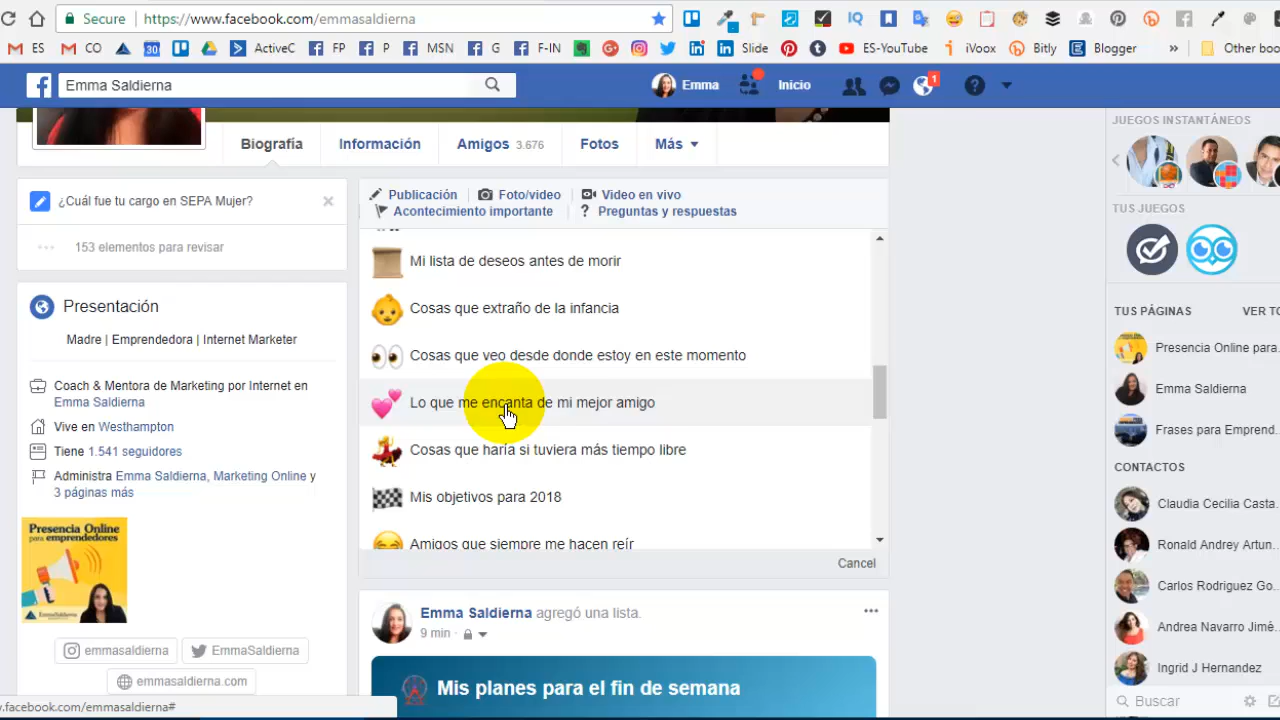 Secure https://www.facebook.com/emmasaldierna
ES CO ActiveC FP P MSN G F-IN Slide ES-YouTube iVoox Bitly Blogger » Other boo
Emma Saldierna
Emma
Inicio
1
Biografía Información Amigos 3.676 Fotos Más
¿Cuál fue tu cargo en SEPA Mujer?
153 elementos para revisar
Presentación
Madre | Emprendedora | Internet Marketer
Coach & Mentora de Marketing por Internet en
Emma Saldierna
Vive en Westhampton
Tiene 1.541 seguidores
Administra Emma Saldierna, Marketing Online y
3 páginas más
Presencia Online
para emprendedores
EmmaSaldierna
emmasaldierna
EmmaSaldierna
emmasaldierna.com
w.facebook.com/emmasaldierna#
Publicación Foto/video Video en vivo
Acontecimiento importante Preguntas y respuestas
Mi lista de deseos antes de morir
Cosas que extraño de la infancia
Cosas que veo desde donde estoy en este momento
Lo que me encanta de mi mejor amigo
Cosas que haría si tuviera más tiempo libre
Mis objetivos para 2018
Amigos que siempre me hacen reír
Cancel
Emma Saldierna agregó una lista.
9 min
Mis planes para el fin de semana
JUEGOS INSTANTÁNEOS
TUS JUEGOS
TUS PÁGINAS VER TO
Presencia Online para
Emma Saldierna
Frases para Emprend...
CONTACTOS
Claudia Cecilia Casta...
Ronald Andrey Artun...
Carlos Rodriguez Go...
Andrea Navarro Jimè...
Ingrid J Hernandez
Buscar